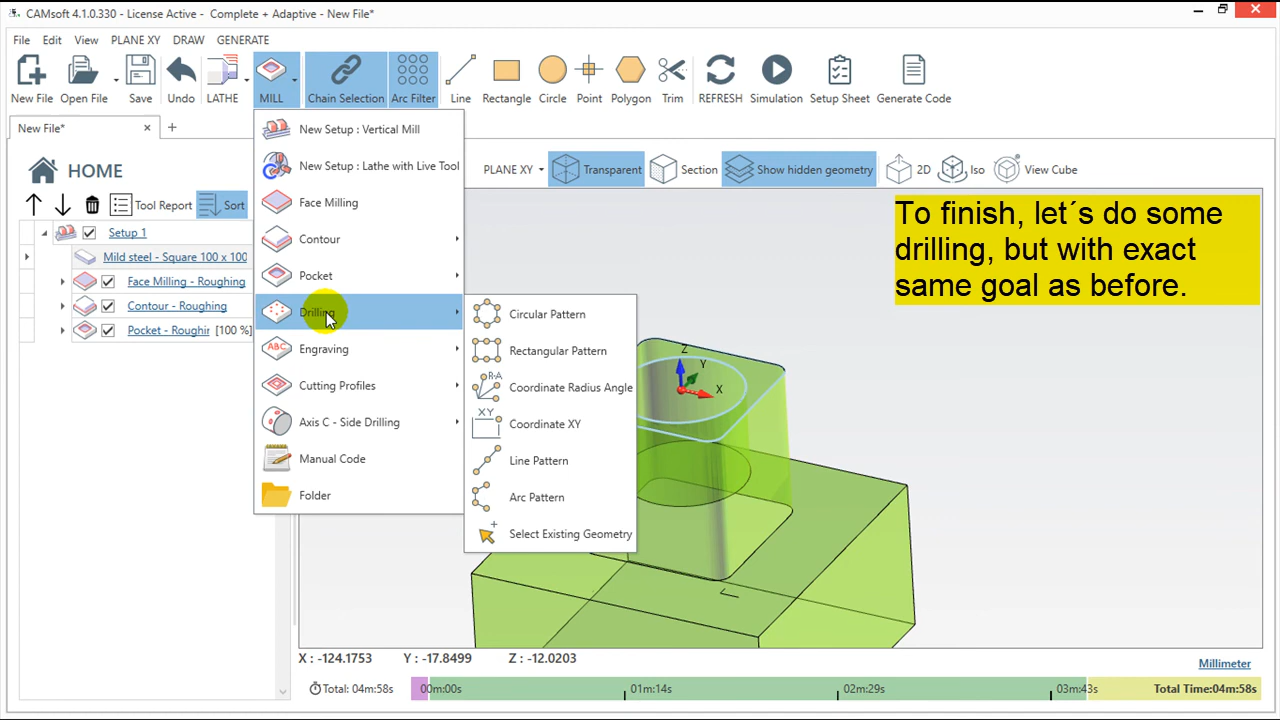 CAMsoft 4.1.0.330 - License Active - Complete + Adaptive - New File*
File Edit View PLANE XY DRAW GENERATE
New File Open File Save Undo LATHE MILL Chain Selection Arc Filter Line Rectangle Circle Point Polygon Trim REFRESH Simulation Setup Sheet Generate Code
New File*
New Setup : Vertical Mill
New Setup : Lathe with Live Tool
Face Milling
Contour
Pocket
Drilling
Engraving
Cutting Profiles
Axis C - Side Drilling
Manual Code
Folder
Circular Pattern
Rectangular Pattern
Coordinate Radius Angle
Coordinate XY
Line Pattern
Arc Pattern
Select Existing Geometry
HOME
Tool Report Sort
Setup 1
Mild steel - Square 100 x 100
Face Milling - Roughing
Contour - Roughing
Pocket - Roughin [100 %]
PLANE XY Transparent Section Show hidden geometry 2D Iso View Cube
To finish, let´s do some
drilling, but with exact
same goal as before.
Z
Y
X
X : -124.1753 Y : -17.8499 Z : -12.0203
Millimeter
Total: 04m:58s 00m:00s 01m:14s 02m:29s 03m:43s Total Time:04m:58s